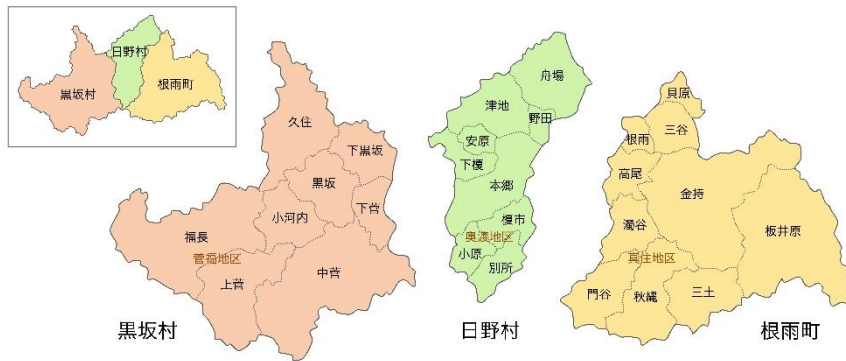 日野村
黒坂村
根雨町
久住
下黒坂
黒坂
下菅
小河内
福長
菅福地区
上菅
中菅
黒坂村
舟場
津地
野田
安原
下榎
本郷
榎市
奥渡地区
小原
別所
日野村
貝原
三谷
根雨
高尾
金持
濁谷
板井原
真住地区
門谷
秋縄
三土
根雨町